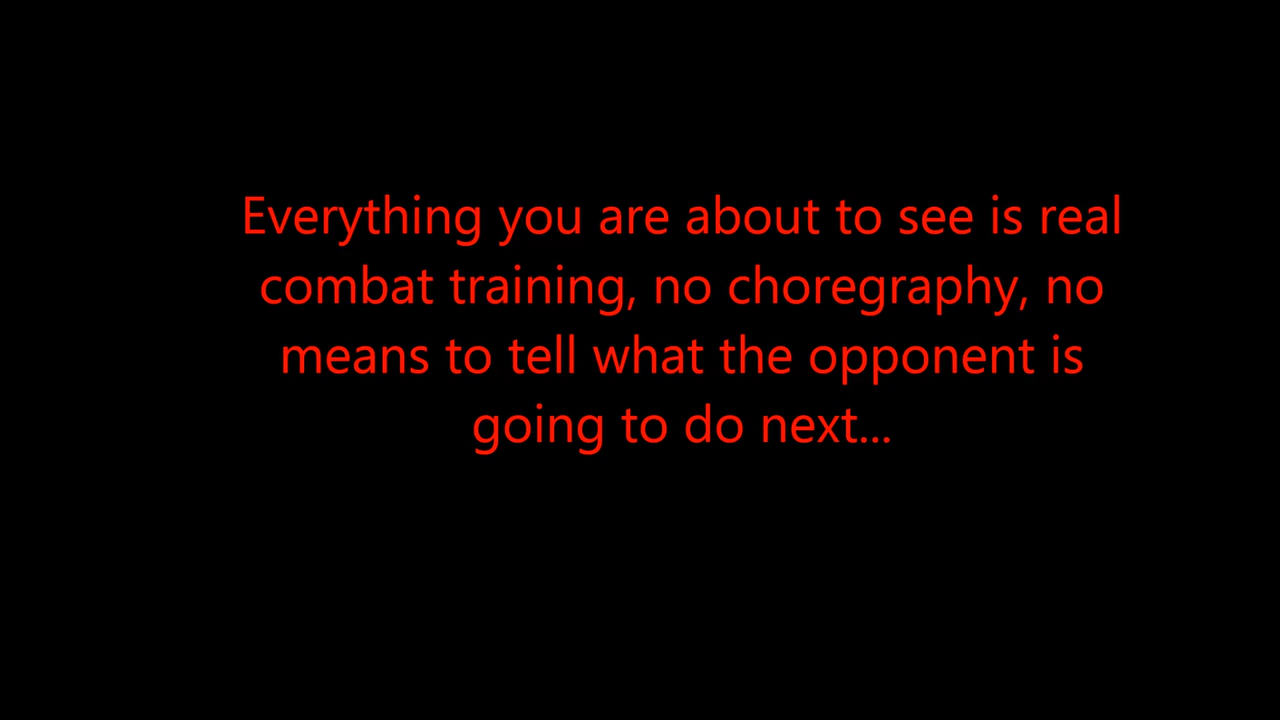 Everything you are about to see is real
combat training, no choregraphy, no
means to tell what the opponent is
going to do next...